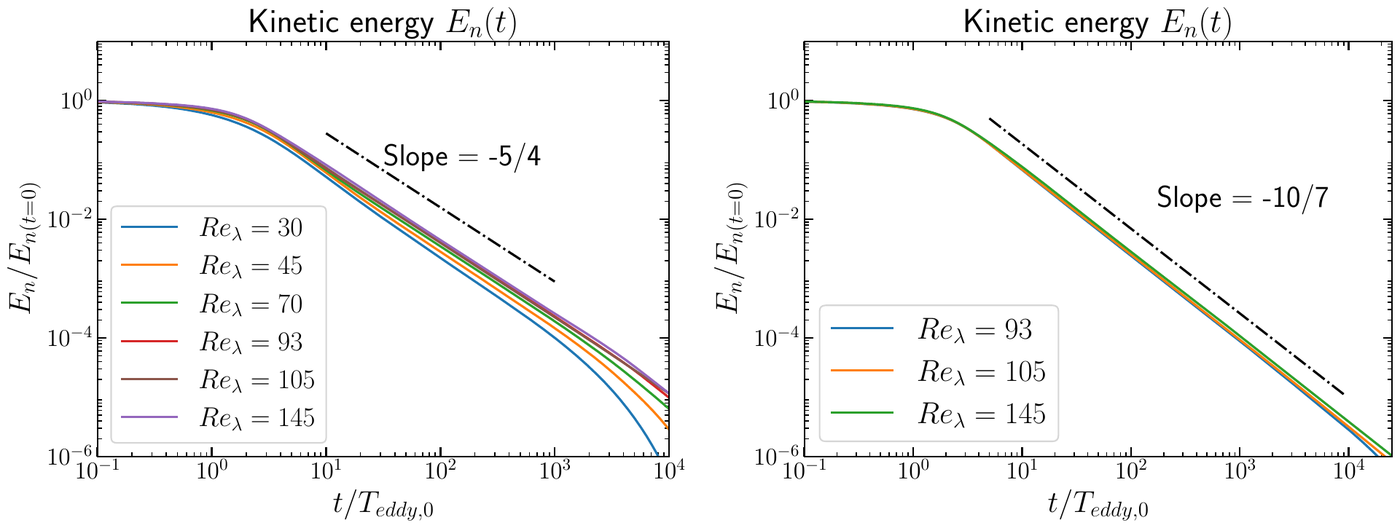 Kinetic energy $E_n(t)$
$E_n/E_{n(t=0)}$
$10^0$
$10^{-2}$
$10^{-4}$
$10^{-6}$
Slope = -5/4
$Re_\lambda = 30$
$Re_\lambda = 45$
$Re_\lambda = 70$
$Re_\lambda = 93$
$Re_\lambda = 105$
$Re_\lambda = 145$
$10^{-1}$ $10^0$ $10^1$ $10^2$ $10^3$ $10^4$
$t/T_{eddy,0}$
Kinetic energy $E_n(t)$
$E_n/E_{n(t=0)}$
$10^0$
$10^{-2}$
$10^{-4}$
$10^{-6}$
Slope = -10/7
$Re_\lambda = 93$
$Re_\lambda = 105$
$Re_\lambda = 145$
$10^{-1}$ $10^0$ $10^1$ $10^2$ $10^3$ $10^4$
$t/T_{eddy,0}$